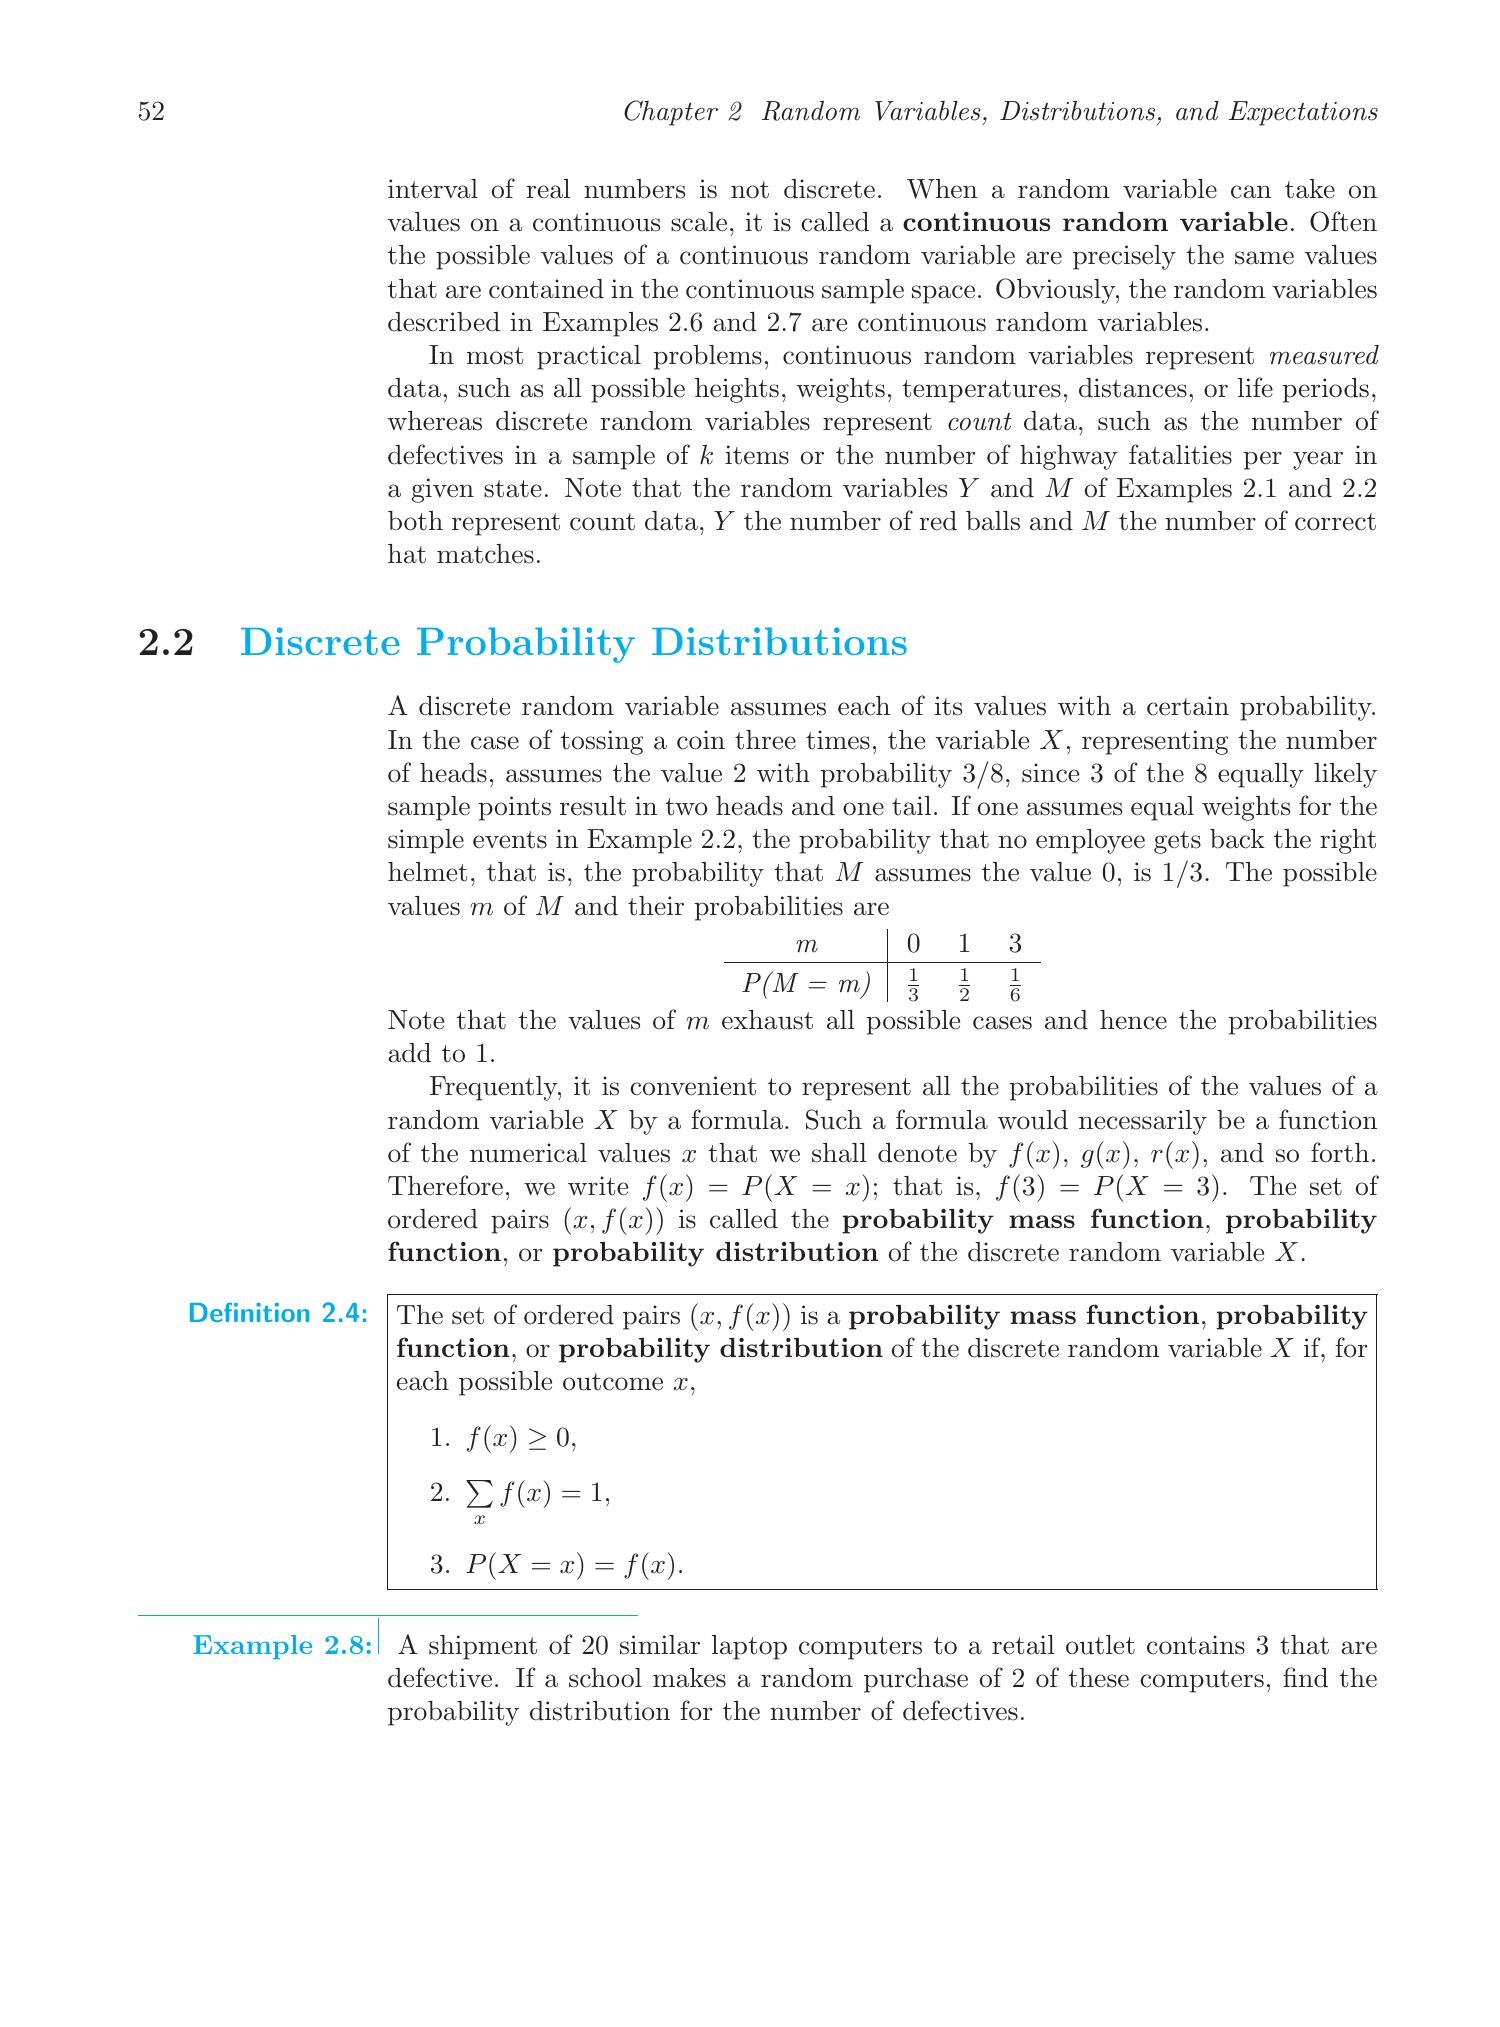 52 Chapter 2 Random Variables, Distributions, and Expectations
interval of real numbers is not discrete. When a random variable can take on
values on a continuous scale, it is called a continuous random variable. Often
the possible values of a continuous random variable are precisely the same values
that are contained in the continuous sample space. Obviously, the random variables
described in Examples 2.6 and 2.7 are continuous random variables.
In most practical problems, continuous random variables represent measured
data, such as all possible heights, weights, temperatures, distances, or life periods,
whereas discrete random variables represent count data, such as the number of
defectives in a sample of k items or the number of highway fatalities per year in
a given state. Note that the random variables Y and M of Examples 2.1 and 2.2
both represent count data, Y the number of red balls and M the number of correct
hat matches.
2.2 Discrete Probability Distributions
A discrete random variable assumes each of its values with a certain probability.
In the case of tossing a coin three times, the variable X, representing the number
of heads, assumes the value 2 with probability 3/8, since 3 of the 8 equally likely
sample points result in two heads and one tail. If one assumes equal weights for the
simple events in Example 2.2, the probability that no employee gets back the right
helmet, that is, the probability that M assumes the value 0, is 1/3. The possible
values m of M and their probabilities are
m 0 1 3
P(M = m) 1/3 1/2 1/6
Note that the values of m exhaust all possible cases and hence the probabilities
add to 1.
Frequently, it is convenient to represent all the probabilities of the values of a
random variable X by a formula. Such a formula would necessarily be a function
of the numerical values x that we shall denote by f(x), g(x), r(x), and so forth.
Therefore, we write f(x) = P(X = x); that is, f(3) = P(X = 3). The set of
ordered pairs (x, f(x)) is called the probability mass function, probability
function, or probability distribution of the discrete random variable X.
Definition 2.4: The set of ordered pairs (x, f(x)) is a probability mass function, probability
function, or probability distribution of the discrete random variable X if, for
each possible outcome x,
1. f(x) ≥ 0,
2. ∑ f(x) = 1,
x
3. P(X = x) = f(x).
Example 2.8: A shipment of 20 similar laptop computers to a retail outlet contains 3 that are
defective. If a school makes a random purchase of 2 of these computers, find the
probability distribution for the number of defectives.